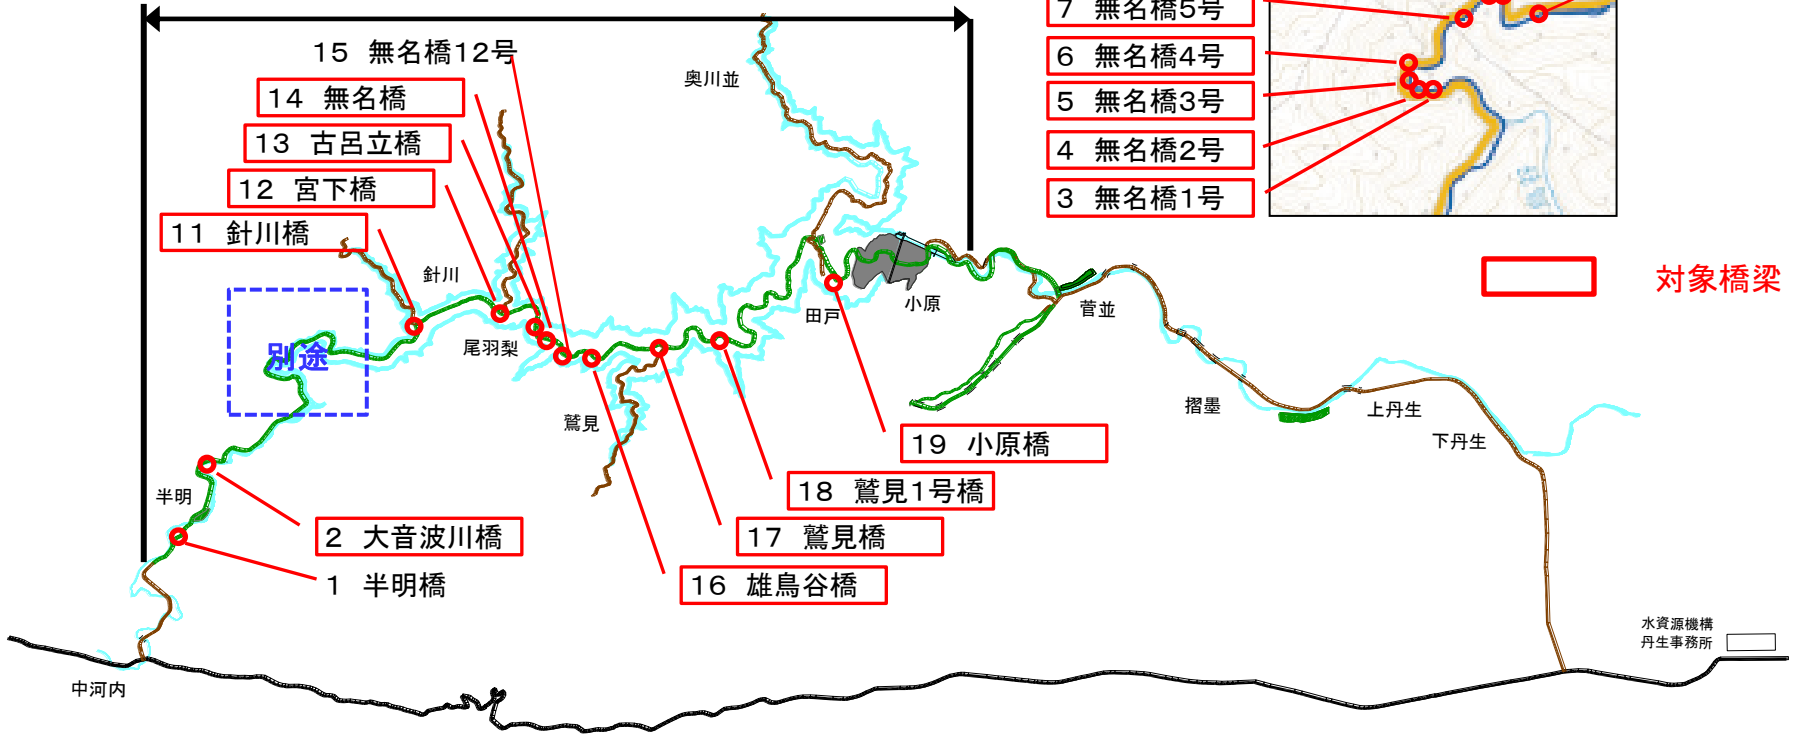 7 無名橋5号
15 無名橋12号
奥川並
6 無名橋4号
14 無名橋
5 無名橋3号
13 古呂立橋
4 無名橋2号
12 宮下橋
3 無名橋1号
11 針川橋
針川
対象橋梁
小原
菅並
田戸
尾羽梨
別途
摺墨
上丹生
鷲見
下丹生
19 小原橋
18 鷲見1号橋
半明
2 大音波川橋
17 鷲見橋
1 半明橋
16 雄鳥谷橋
水資源機構
丹生事務所
中河内